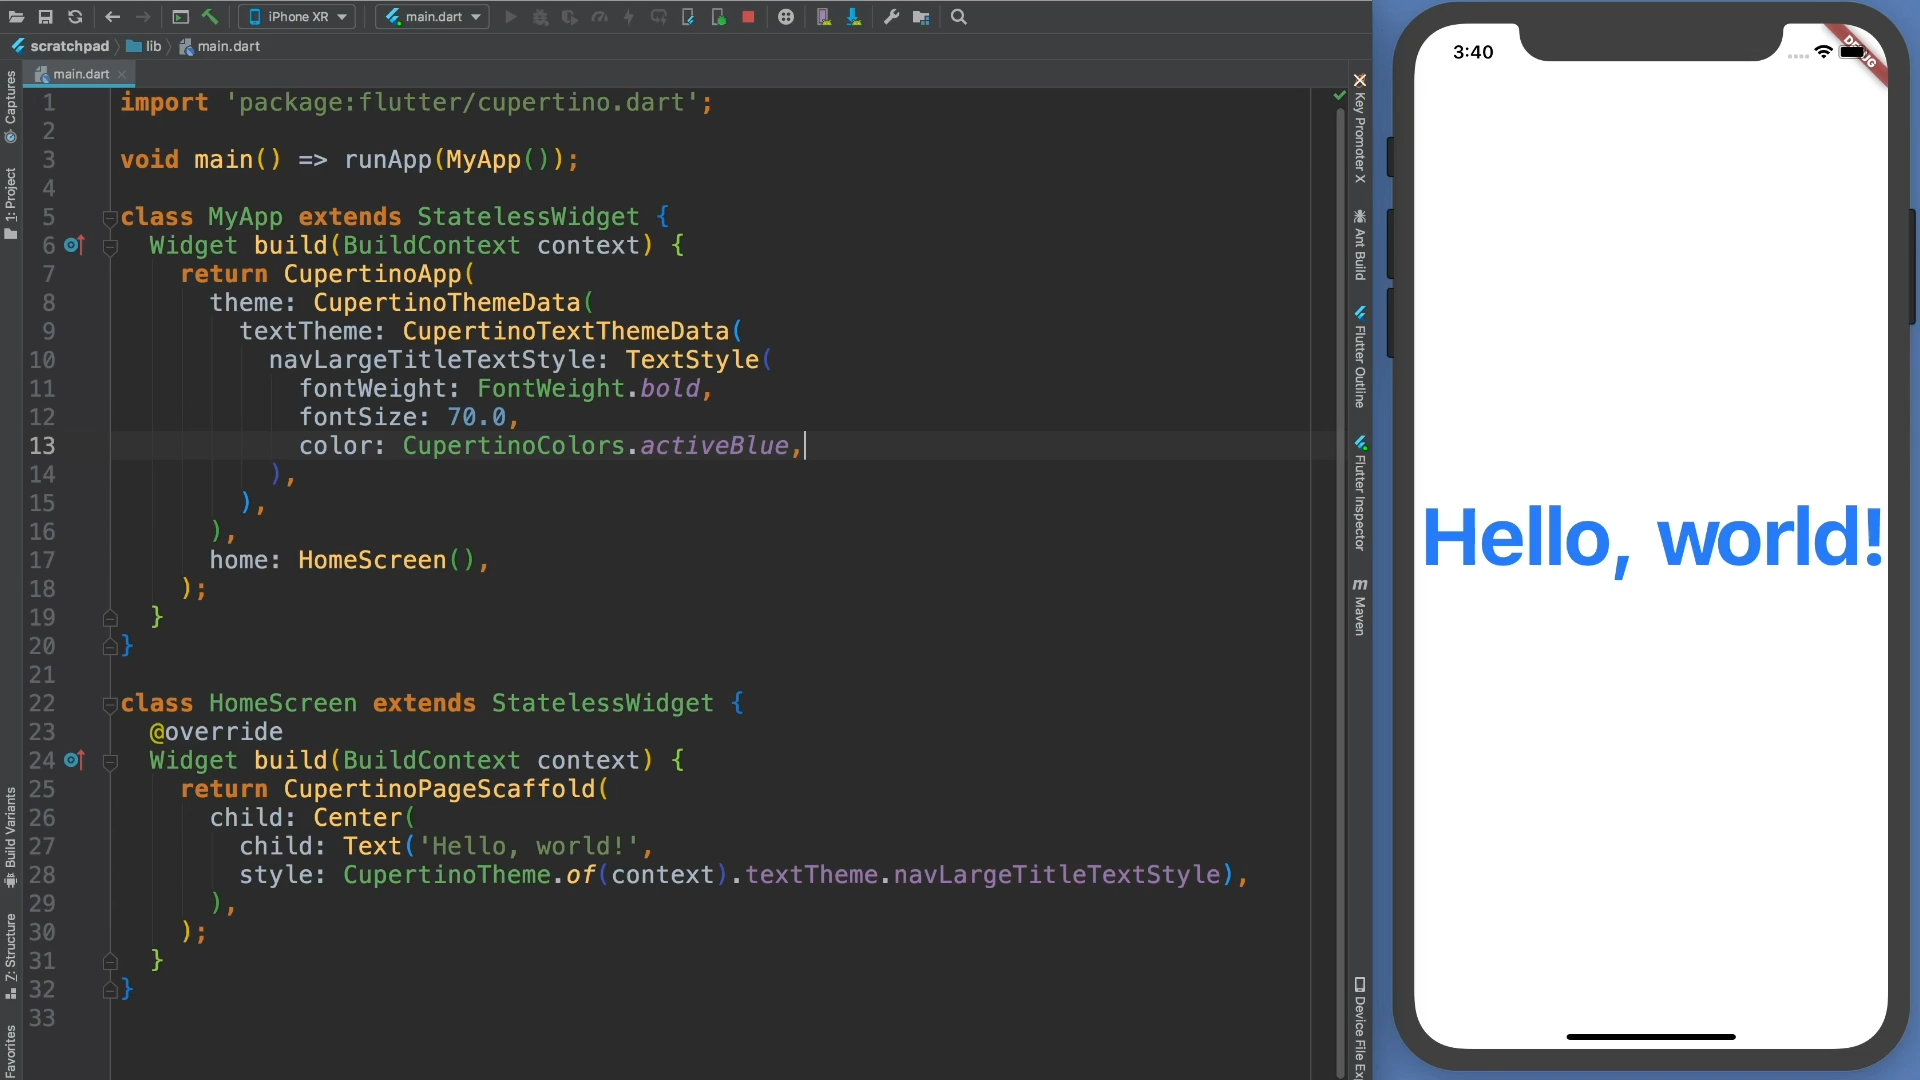 iPhone XR
main.dart
scratchpad
lib
main.dart
main.dart
Captures
1: Project
Build Variants
Z: Structure
Favorites
1 import 'package:flutter/cupertino.dart';
2
3 void main() => runApp(MyApp());
4
5 class MyApp extends StatelessWidget {
6 Widget build(BuildContext context) {
7 return CupertinoApp(
8 theme: CupertinoThemeData(
9 textTheme: CupertinoTextThemeData(
10 navLargeTitleTextStyle: TextStyle(
11 fontWeight: FontWeight.bold,
12 fontSize: 70.0,
13 color: CupertinoColors.activeBlue,
14 ),
15 ),
16 ),
17 home: HomeScreen(),
18 );
19 }
20 }
21
22 class HomeScreen extends StatelessWidget {
23 @override
24 Widget build(BuildContext context) {
25 return CupertinoPageScaffold(
26 child: Center(
27 child: Text('Hello, world!',
28 style: CupertinoTheme.of(context).textTheme.navLargeTitleTextStyle),
29 ),
30 );
31 }
32 }
33
Key Promoter X
Ant Build
Flutter Outline
Flutter Inspector
m Maven
Device File Ex
3:40
DEBUG
Hello, world!